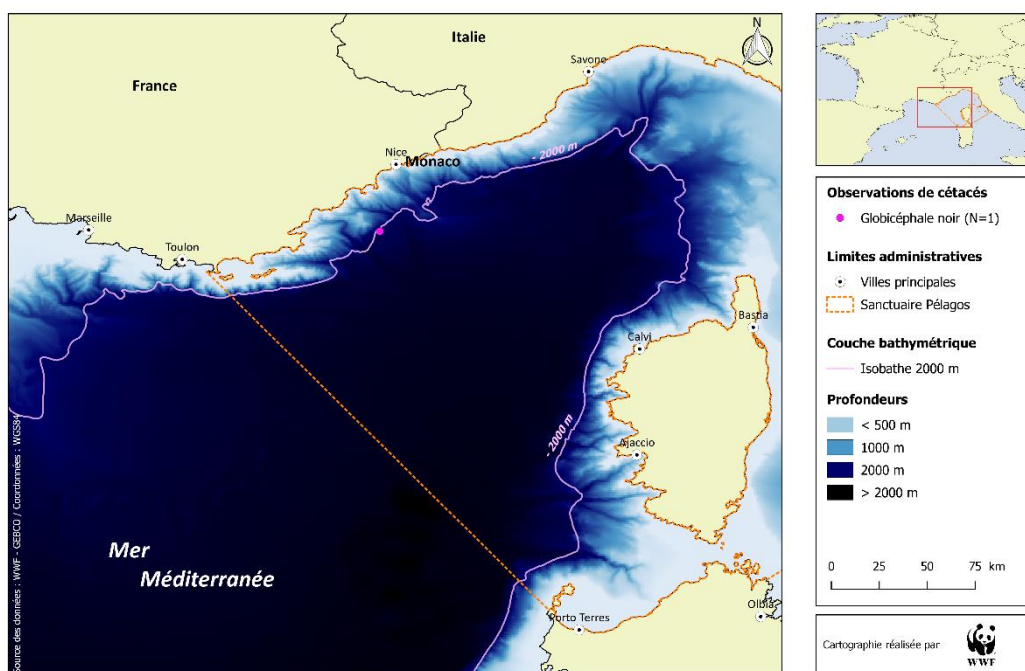 Italie
N
Savone
France
Nice
Monaco
- 2000 m
Marseille
Toulon
Bastia
Calvi
- 2000 m
Ajaccio
Mer
Méditerranée
Porto Terres
Olbia
Source des données : WWF - GEBCO / Coordonnées : WGS84
Observations de cétacés
Globicéphale noir (N=1)
Limites administratives
Villes principales
Sanctuaire Pélagos
Couche bathymétrique
Isobathe 2000 m
Profondeurs
< 500 m
1000 m
2000 m
> 2000 m
0 25 50 75 km
Cartographie réalisée par
WWF